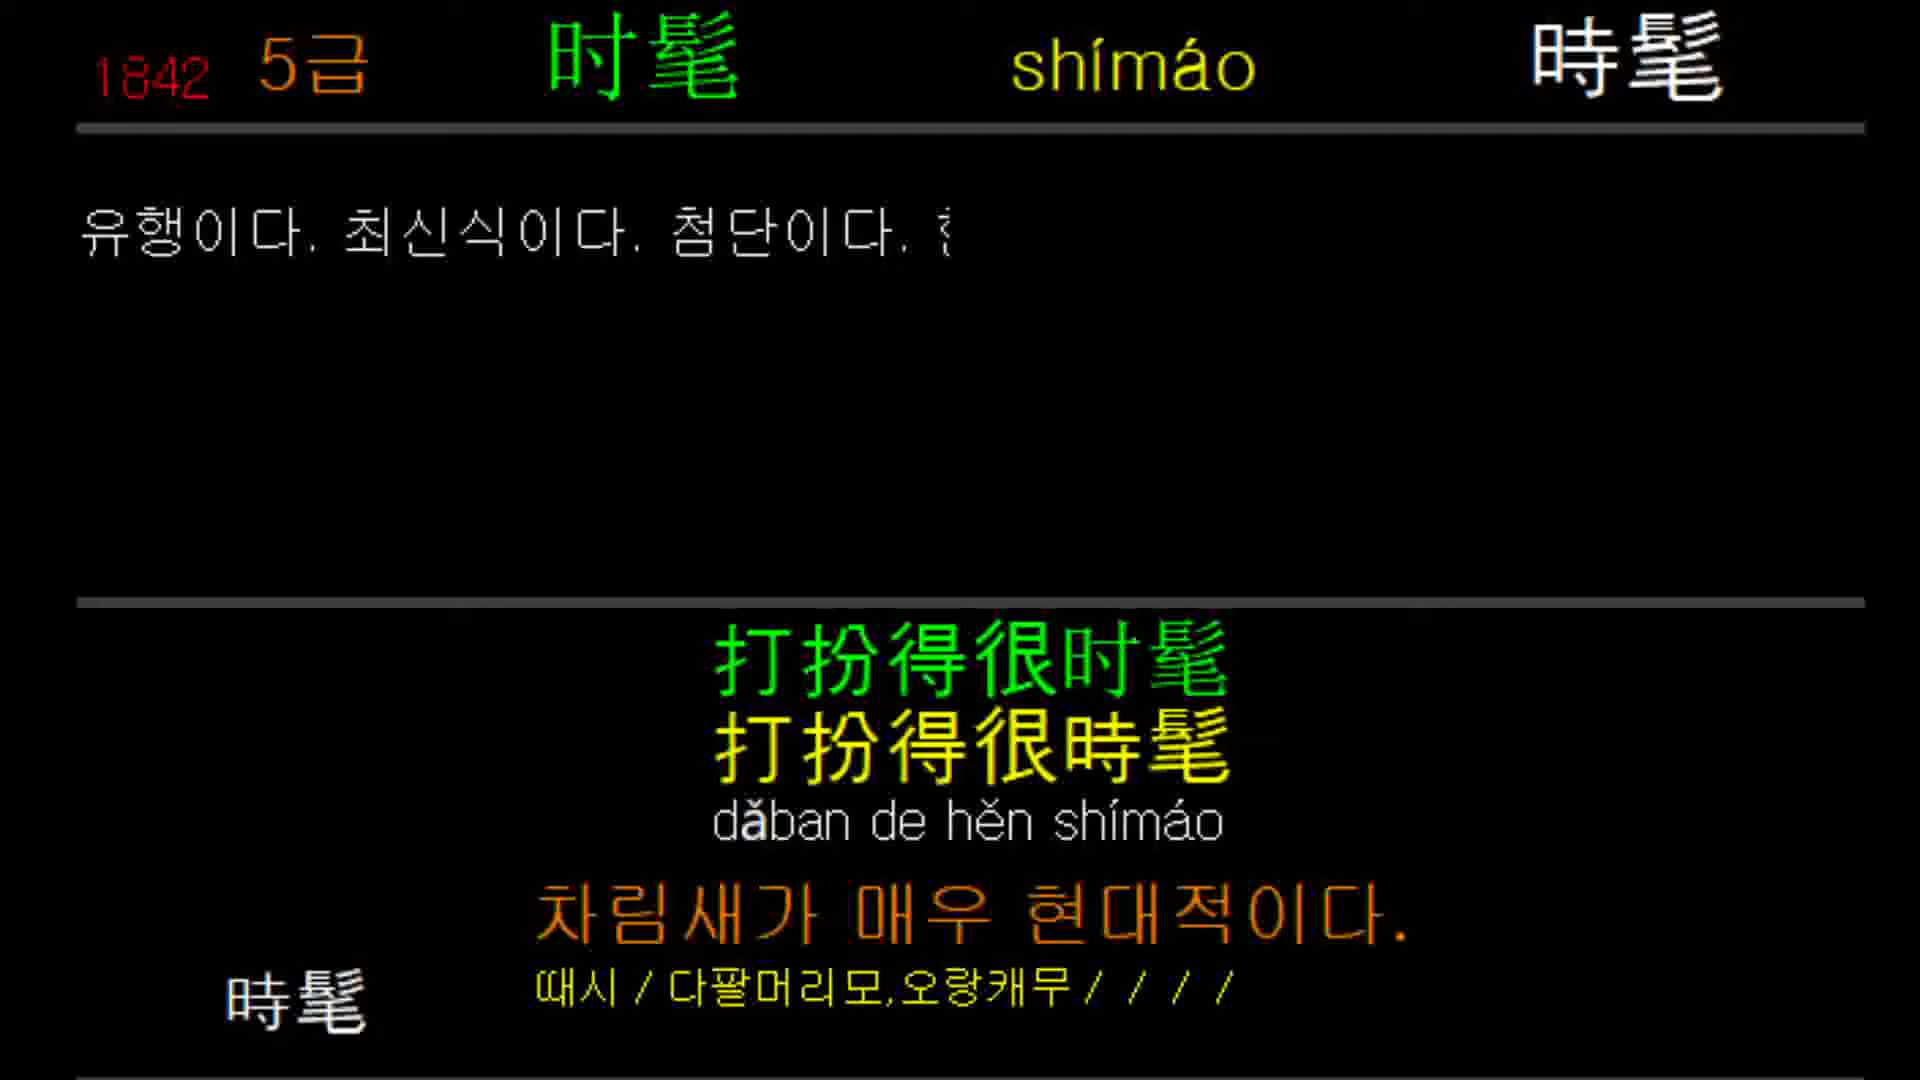 1842 5급 时髦 shímáo 時髦
유행이다. 최신식이다. 첨단이다.
打扮得很时髦
打扮得很時髦
dǎban de hěn shímáo
차림새가 매우 현대적이다.
時髦 때시 / 다팔머리모,오랑캐무 / / / /